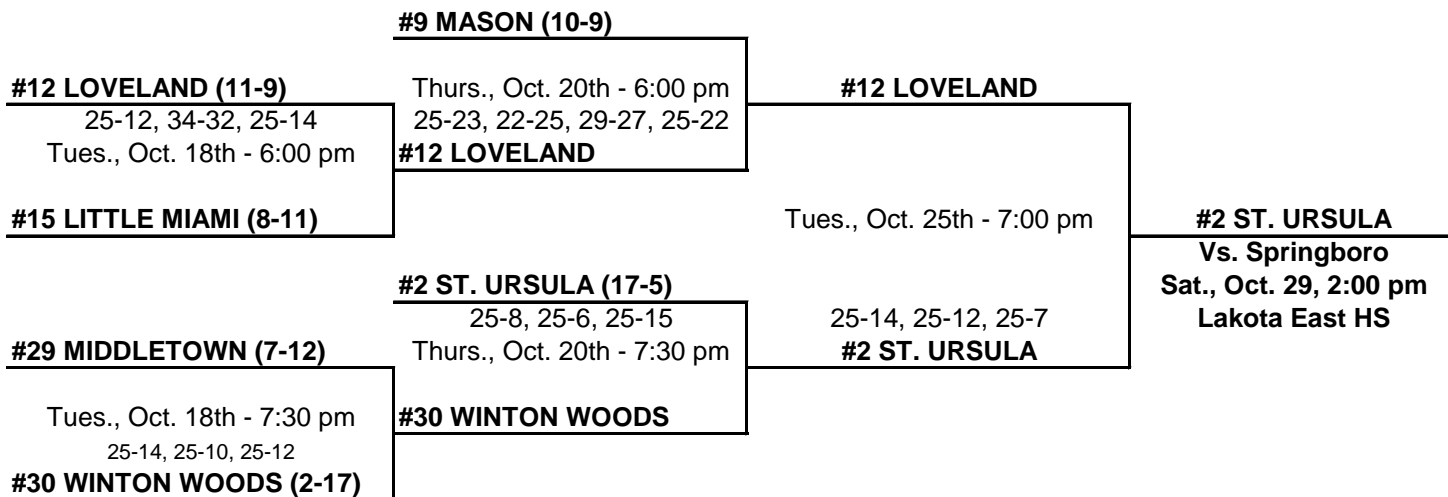 #9 MASON (10-9)
#12 LOVELAND (11-9)
Thurs., Oct. 20th - 6:00 pm
#12 LOVELAND
25-12, 34-32, 25-14
25-23, 22-25, 29-27, 25-22
Tues., Oct. 18th - 6:00 pm
#12 LOVELAND
#15 LITTLE MIAMI (8-11)
Tues., Oct. 25th - 7:00 pm
#2 ST. URSULA
Vs. Springboro
#2 ST. URSULA (17-5)
Sat., Oct. 29, 2:00 pm
25-8, 25-6, 25-15
25-14, 25-12, 25-7
Lakota East HS
#29 MIDDLETOWN (7-12)
Thurs., Oct. 20th - 7:30 pm
#2 ST. URSULA
Tues., Oct. 18th - 7:30 pm
#30 WINTON WOODS
25-14, 25-10, 25-12
#30 WINTON WOODS (2-17)